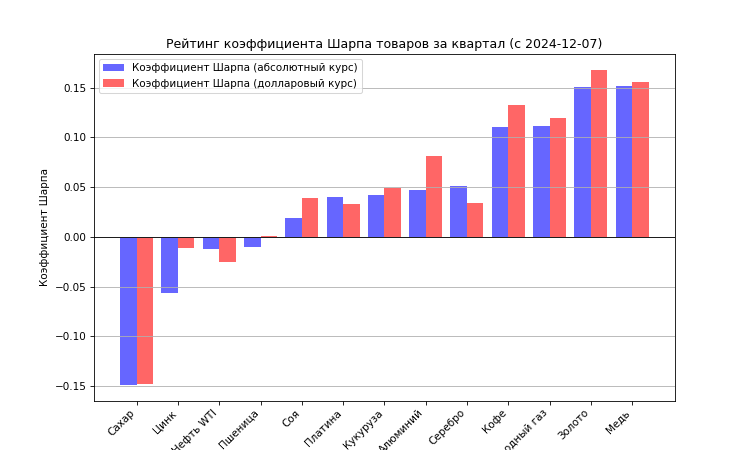 Рейтинг коэффициента Шарпа товаров за квартал (с 2024-12-07)
Коэффициент Шарпа (абсолютный курс)
Коэффициент Шарпа (долларовый курс)
Коэффициент Шарпа
0.15
0.10
0.05
0.00
−0.05
−0.10
−0.15
Сахар
Цинк
Нефть WTI
Пшеница
Соя
Платина
Кукуруза
Алюминий
Серебро
Кофе
одный газ
Золото
Медь